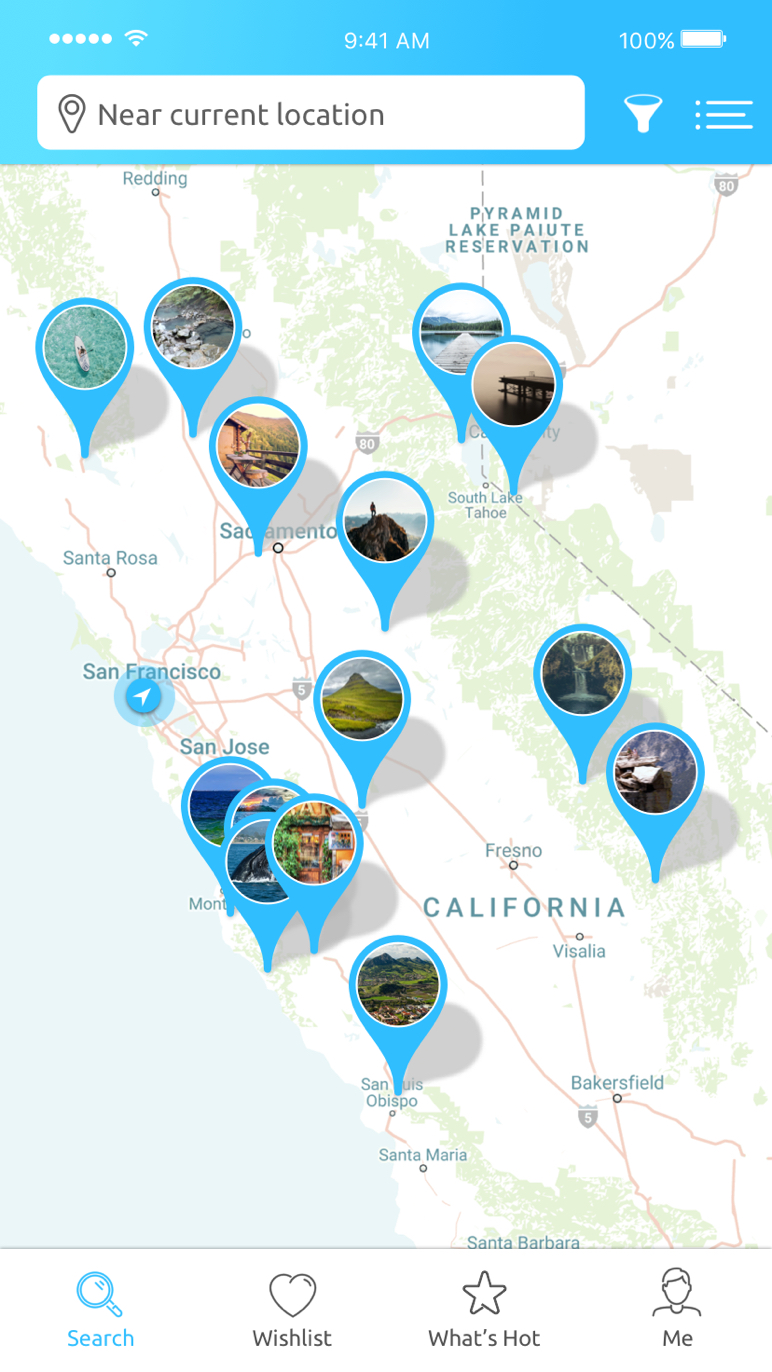 9:41 AM
100%
Near current location
Redding
80
PYRAMID
LAKE PAIUTE
RESERVATION
80
South Lake
Tahoe
Sacramento
Santa Rosa
San Francisco
5
San Jose
Fresno
Mont
CALIFORNIA
Visalia
San Luis
Obispo
Bakersfield
5
Santa Maria
Santa Barbara
Search
Wishlist
What's Hot
Me